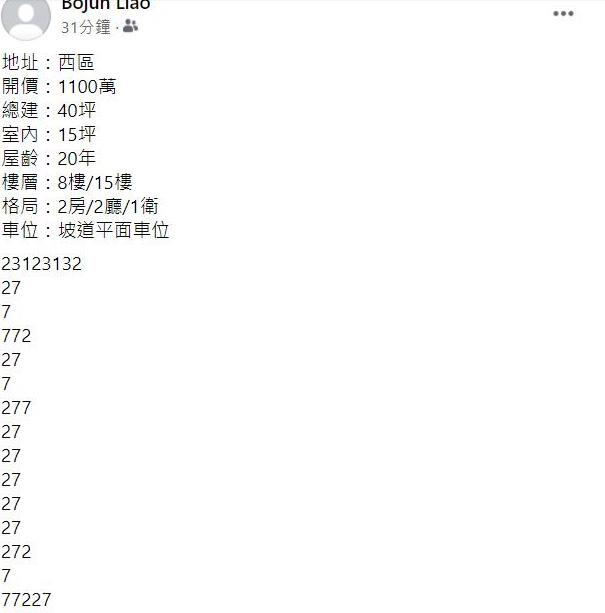 Bojun Liao
31分鐘 ·
地址：西區
開價：1100萬
總建：40坪
室內：15坪
屋齡：20年
樓層：8樓/15樓
格局：2房/2廳/1衛
車位：坡道平面車位
23123132
27
7
772
27
7
277
27
27
27
27
27
272
7
77227